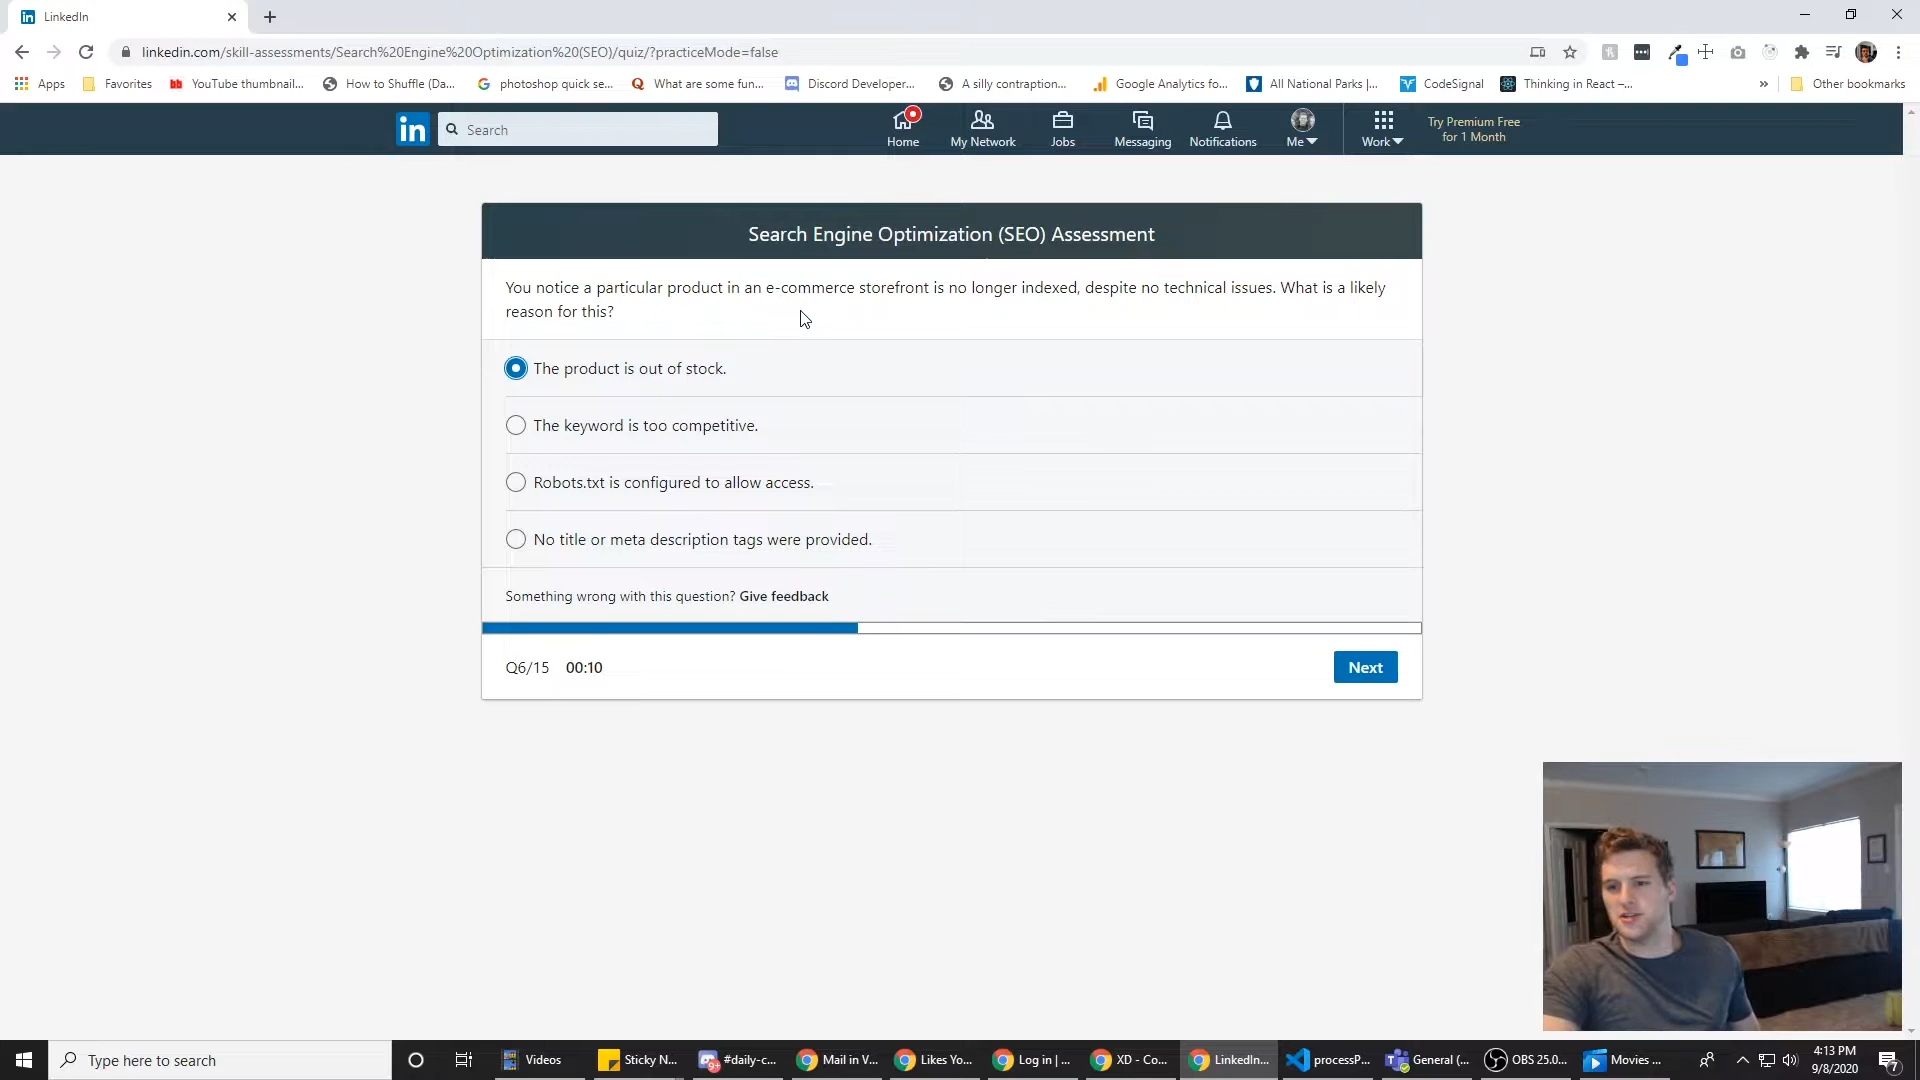 LinkedIn
linkedin.com/skill-assessments/Search%20Engine%20Optimization%20(SEO)/quiz/?practiceMode=false
Apps Favorites YouTube thumbnail... How to Shuffle (Da... photoshop quick se... What are some fun,... Discord Developer... A silly contraption... Google Analytics fo... All National Parks |... CodeSignal Thinking in React –... » Other bookmarks
in Search Home My Network Jobs Messaging Notifications Me Work Try Premium Free
for 1 Month
Search Engine Optimization (SEO) Assessment
You notice a particular product in an e-commerce storefront is no longer indexed, despite no technical issues. What is a likely
reason for this?
The product is out of stock.
The keyword is too competitive.
Robots.txt is configured to allow access.
No title or meta description tags were provided.
Something wrong with this question? Give feedback
Q6/15 00:10 Next
Type here to search Videos Sticky N... #daily-c... Mail in V... Likes Yo... Log in | ... XD - Co... LinkedIn... processP... General (... OBS 25.0... Movies ... 4:13 PM
9/8/2020 7